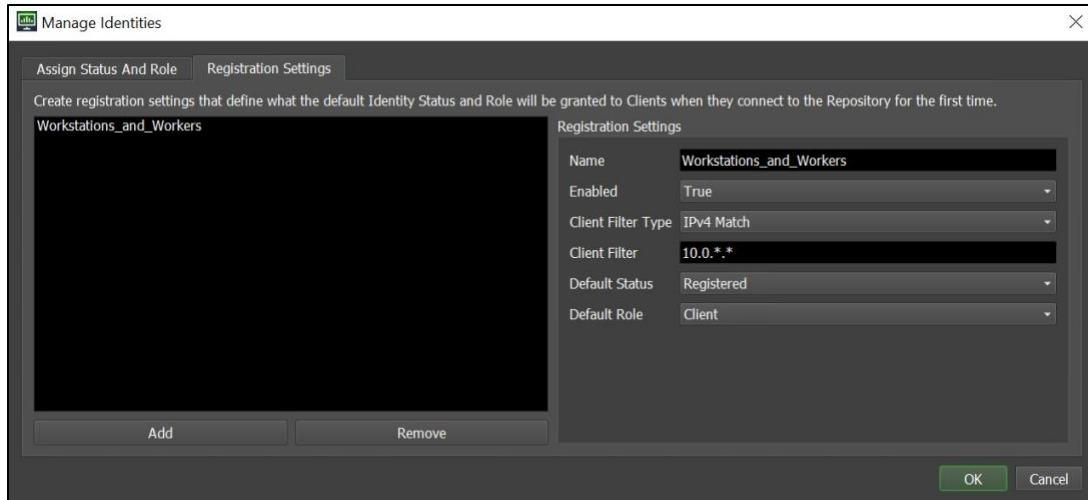 Manage Identities
Assign Status And Role
Registration Settings
Create registration settings that define what the default Identity Status and Role will be granted to Clients when they connect to the Repository for the first time.
Workstations_and_Workers
Add
Remove
Registration Settings
Name Workstations_and_Workers
Enabled True
Client Filter Type IPv4 Match
Client Filter 10.0.*.*
Default Status Registered
Default Role Client
OK
Cancel